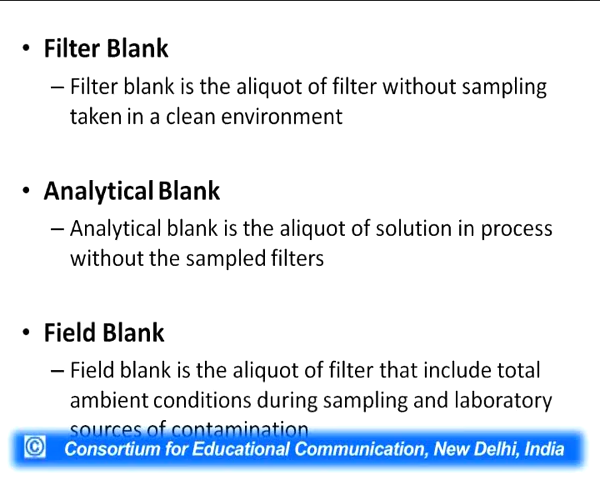 • Filter Blank
– Filter blank is the aliquot of filter without sampling
taken in a clean environment
• Analytical Blank
– Analytical blank is the aliquot of solution in process
without the sampled filters
• Field Blank
– Field blank is the aliquot of filter that include total
ambient conditions during sampling and laboratory
sources of contamination
© Consortium for Educational Communication, New Delhi, India